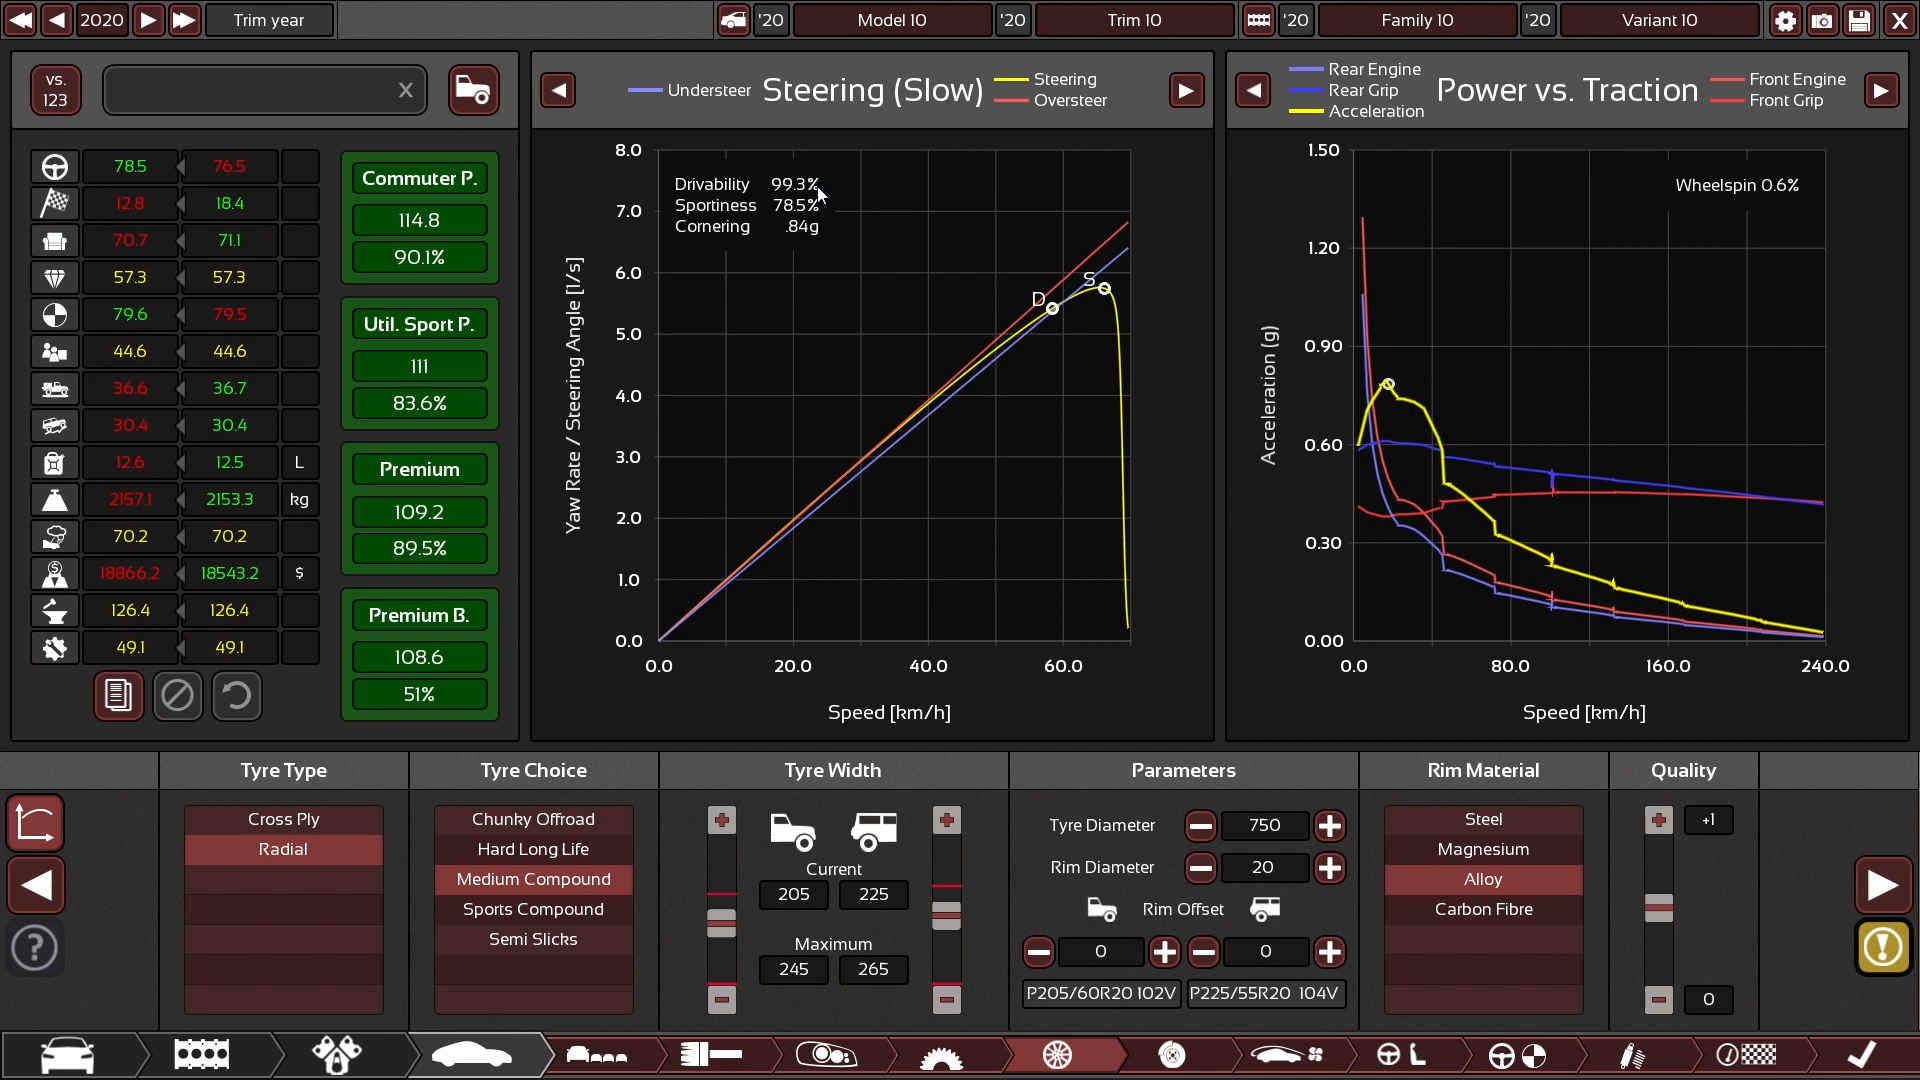 2020 Trim year '20 Model 10 '20 Trim 10 '20 Family 10 '20 Variant 10 X
vs.
123
x
78.5 76.5
12.8 18.4
70.7 71.1
57.3 57.3
79.6 79.5
44.6 44.6
36.6 36.7
30.4 30.4
12.6 12.5 L
2157.1 2153.3 kg
70.2 70.2
18866.2 18543.2 $
126.4 126.4
49.1 49.1
Commuter P.
114.8
90.1%
Util. Sport P.
111
83.6%
Premium
109.2
89.5%
Premium B.
108.6
51%
Understeer Steering (Slow) Steering
Oversteer
8.0
7.0
6.0
5.0
4.0
3.0
2.0
1.0
0.0
Yaw Rate / Steering Angle [1/s]
Drivability 99.3%
Sportiness 78.5%
Cornering .84g
D
S
0.0 20.0 40.0 60.0
Speed [km/h]
Rear Engine
Rear Grip
Acceleration
Power vs. Traction
Front Engine
Front Grip
1.50
1.20
0.90
0.60
0.30
0.00
Acceleration (g)
Wheelspin 0.6%
0.0 80.0 160.0 240.0
Speed [km/h]
Tyre Type
Cross Ply
Radial
Tyre Choice
Chunky Offroad
Hard Long Life
Medium Compound
Sports Compound
Semi Slicks
Tyre Width
Current
205 225
Maximum
245 265
Parameters
Tyre Diameter 750
Rim Diameter 20
Rim Offset
0 0
P205/60R20 102V P225/55R20 104V
Rim Material
Steel
Magnesium
Alloy
Carbon Fibre
Quality
+1
0
?